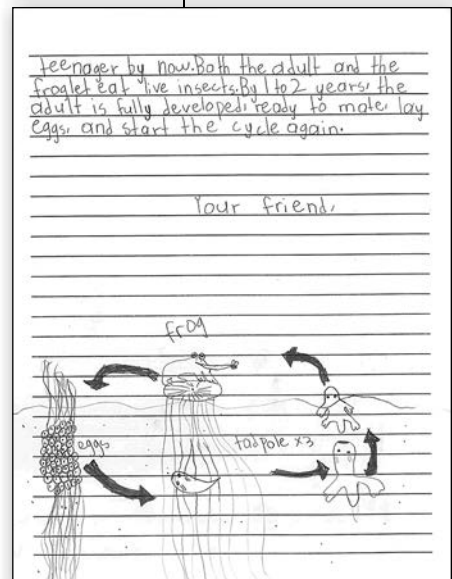 teenager by now. Both the adult and the
froglet eat live insects. By 1 to 2 years, the
adult is fully developed, ready to mate, lay
eggs, and start the cycle again.
Your friend,
frog
eggs
tadpole x3